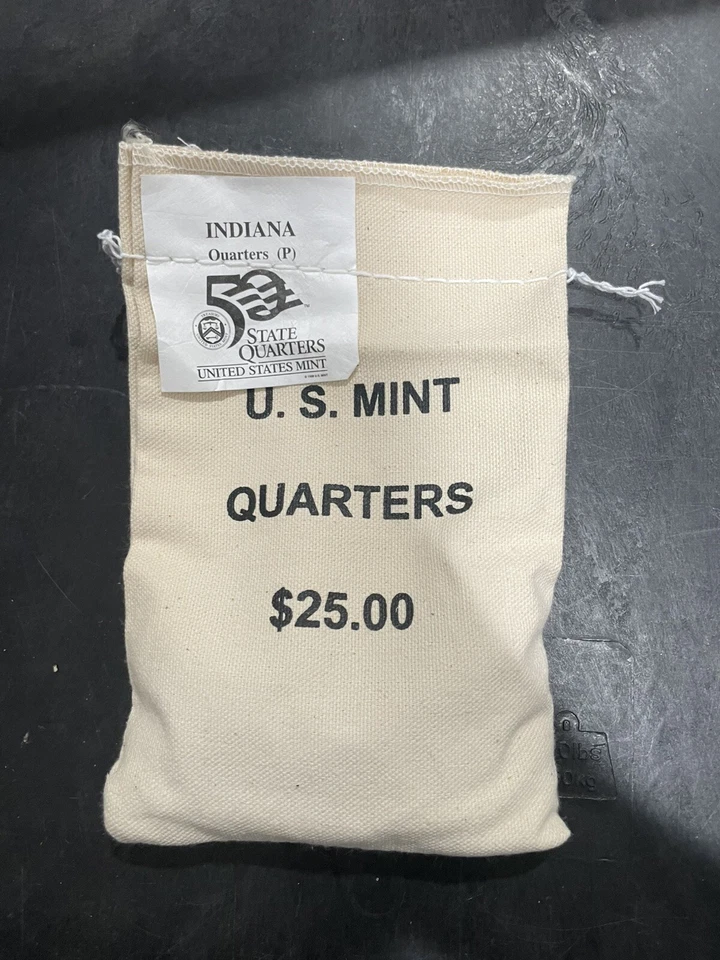 INDIANA
Quarters (P)
50
STATE
QUARTERS
UNITED STATES MINT
U. S. MINT
QUARTERS
$25.00